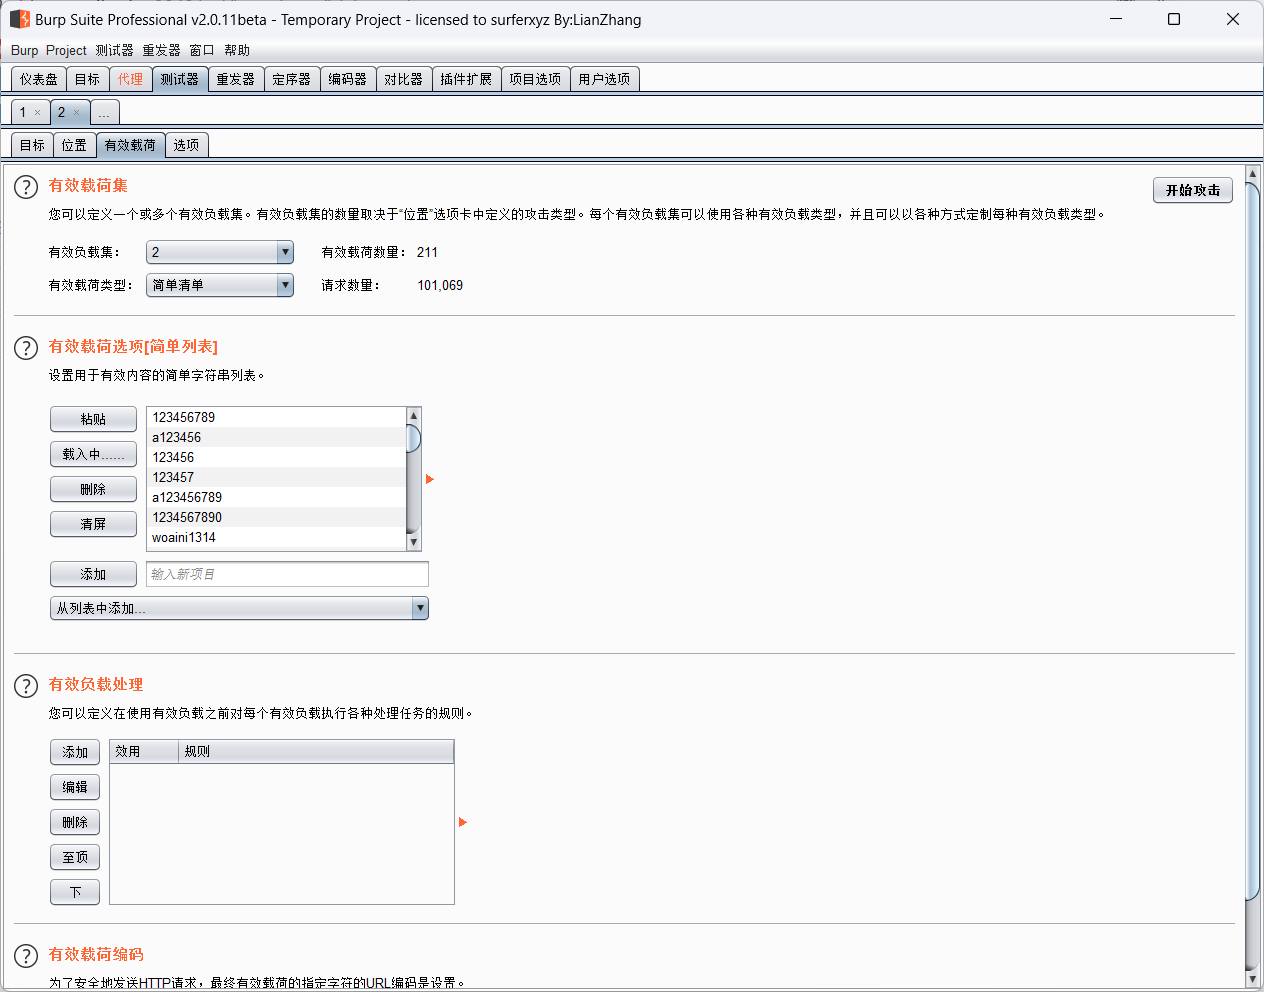 Burp Suite Professional v2.0.11beta - Temporary Project - licensed to surferxyz By:LianZhang
Burp Project 测试器 重发器 窗口 帮助
仪表盘 目标 代理 测试器 重发器 定序器 编码器 对比器 插件扩展 项目选项 用户选项
1 × 2 × ...
目标 位置 有效载荷 选项
? 有效载荷集 开始攻击
您可以定义一个或多个有效负载集。有效负载集的数量取决于“位置”选项卡中定义的攻击类型。每个有效负载集可以使用各种有效负载类型，并且可以以各种方式定制每种有效负载类型。
有效负载集： 2 有效载荷数量： 211
有效载荷类型： 简单清单 请求数量： 101,069
? 有效载荷选项[简单列表]
设置用于有效内容的简单字符串列表。
粘贴
载入中......
删除
清屏
123456789
a123456
123456
123457
a123456789
1234567890
woaini1314
添加 输入新项目
从列表中添加...
? 有效负载处理
您可以定义在使用有效负载之前对每个有效负载执行各种处理任务的规则。
添加
编辑
删除
至顶
下
效用 规则
? 有效载荷编码
为了安全地发送HTTP请求，最终有效载荷的指定字符的URL编码是设置。